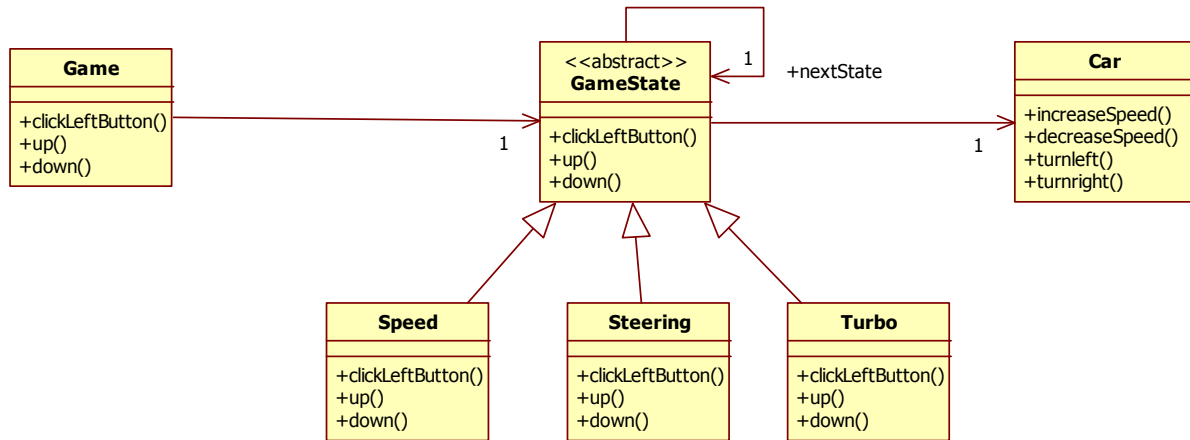 Game
+clickLeftButton()
+up()
+down()
1
<<abstract>>
GameState
+clickLeftButton()
+up()
+down()
1
+nextState
1
Car
+increaseSpeed()
+decreaseSpeed()
+turnleft()
+turnright()
Speed
+clickLeftButton()
+up()
+down()
Steering
+clickLeftButton()
+up()
+down()
Turbo
+clickLeftButton()
+up()
+down()